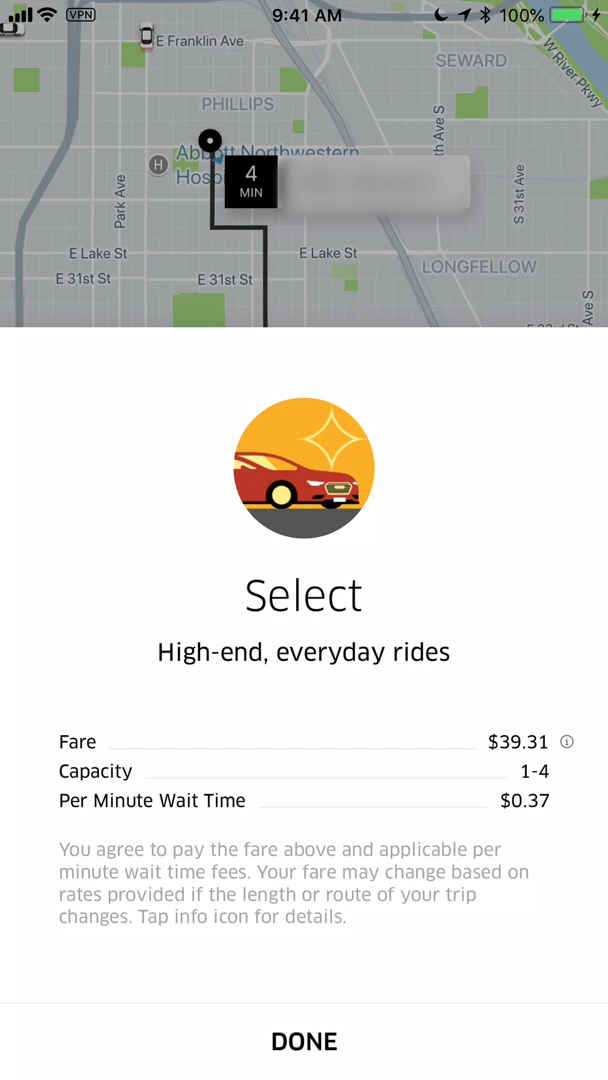 VPN
9:41 AM
100%
E Franklin Ave
SEWARD
W River Pkwy
PHILLIPS
Abbott Northwestern
H
4
MIN
Park Ave
S 31st Ave
E Lake St
E Lake St
E 31st St
E 31st St
LONGFELLOW
Select
High-end, everyday rides
Fare $39.31
Capacity 1-4
Per Minute Wait Time $0.37
You agree to pay the fare above and applicable per
minute wait time fees. Your fare may change based on
rates provided if the length or route of your trip
changes. Tap info icon for details.
DONE